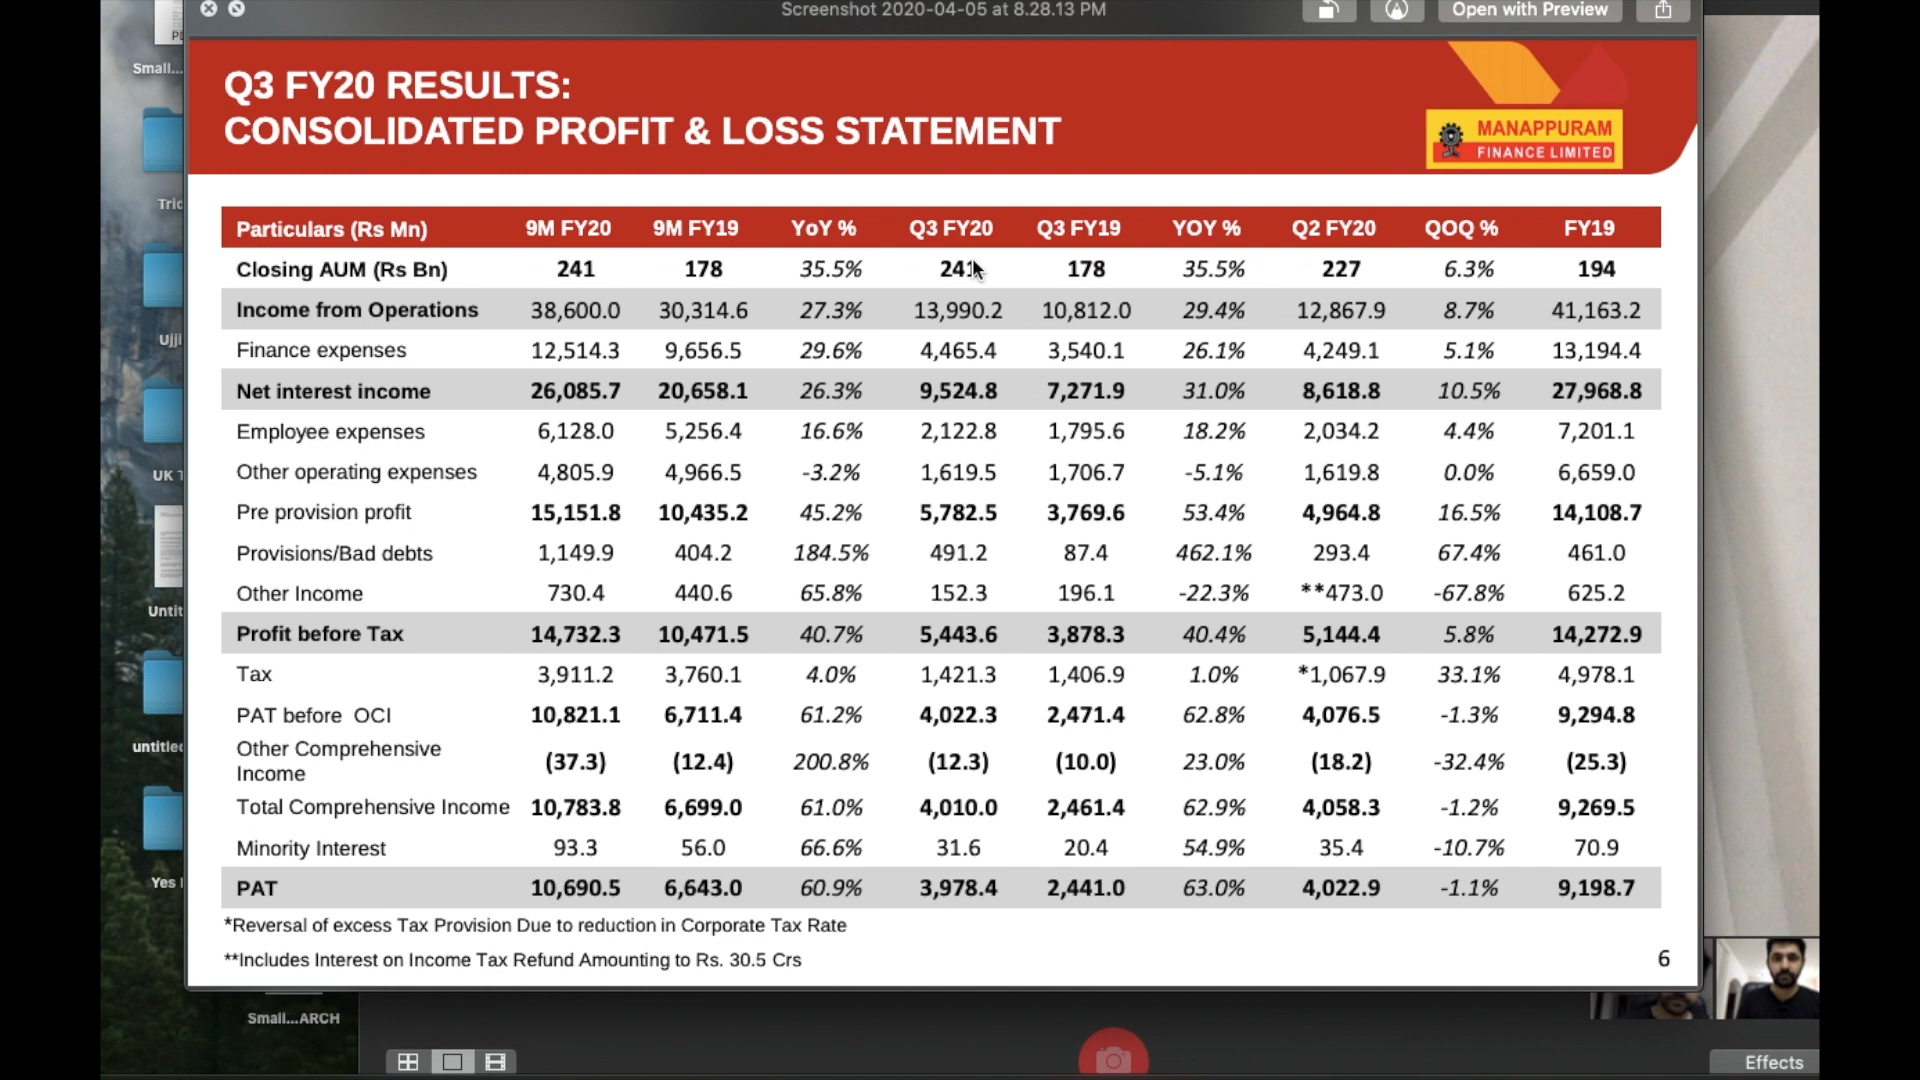 Screenshot 2020-04-05 at 8.28.13 PM
Open with Preview
Small...
Tric
Ujji
UK T
Untit
untitled
Yes
Small...ARCH
Q3 FY20 RESULTS:
CONSOLIDATED PROFIT & LOSS STATEMENT
MANAPPURAM
FINANCE LIMITED
Particulars (Rs Mn) 9M FY20 9M FY19 YoY % Q3 FY20 Q3 FY19 YOY % Q2 FY20 QOQ % FY19
Closing AUM (Rs Bn) 241 178 35.5% 241 178 35.5% 227 6.3% 194
Income from Operations 38,600.0 30,314.6 27.3% 13,990.2 10,812.0 29.4% 12,867.9 8.7% 41,163.2
Finance expenses 12,514.3 9,656.5 29.6% 4,465.4 3,540.1 26.1% 4,249.1 5.1% 13,194.4
Net interest income 26,085.7 20,658.1 26.3% 9,524.8 7,271.9 31.0% 8,618.8 10.5% 27,968.8
Employee expenses 6,128.0 5,256.4 16.6% 2,122.8 1,795.6 18.2% 2,034.2 4.4% 7,201.1
Other operating expenses 4,805.9 4,966.5 -3.2% 1,619.5 1,706.7 -5.1% 1,619.8 0.0% 6,659.0
Pre provision profit 15,151.8 10,435.2 45.2% 5,782.5 3,769.6 53.4% 4,964.8 16.5% 14,108.7
Provisions/Bad debts 1,149.9 404.2 184.5% 491.2 87.4 462.1% 293.4 67.4% 461.0
Other Income 730.4 440.6 65.8% 152.3 196.1 -22.3% **473.0 -67.8% 625.2
Profit before Tax 14,732.3 10,471.5 40.7% 5,443.6 3,878.3 40.4% 5,144.4 5.8% 14,272.9
Tax 3,911.2 3,760.1 4.0% 1,421.3 1,406.9 1.0% *1,067.9 33.1% 4,978.1
PAT before OCI 10,821.1 6,711.4 61.2% 4,022.3 2,471.4 62.8% 4,076.5 -1.3% 9,294.8
Other Comprehensive
Income (37.3) (12.4) 200.8% (12.3) (10.0) 23.0% (18.2) -32.4% (25.3)
Total Comprehensive Income 10,783.8 6,699.0 61.0% 4,010.0 2,461.4 62.9% 4,058.3 -1.2% 9,269.5
Minority Interest 93.3 56.0 66.6% 31.6 20.4 54.9% 35.4 -10.7% 70.9
PAT 10,690.5 6,643.0 60.9% 3,978.4 2,441.0 63.0% 4,022.9 -1.1% 9,198.7
*Reversal of excess Tax Provision Due to reduction in Corporate Tax Rate
**Includes Interest on Income Tax Refund Amounting to Rs. 30.5 Crs
6
Effects